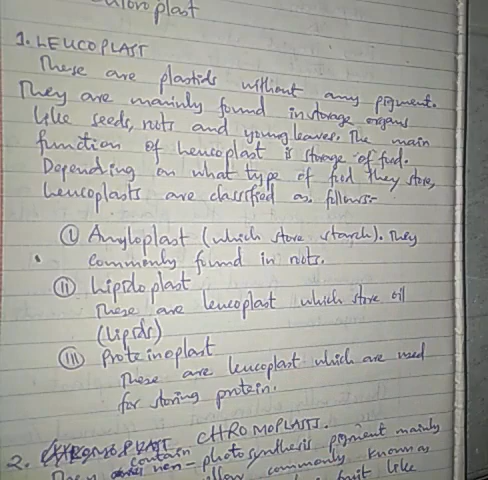 chloroplast
1. LEUCOPLAST
These are plastids without any pigment.
They are mainly found in storage organs
like seeds, nuts and young leaves. The main
function of leucoplast is storage of food.
Depending on what type of food they store,
leucoplasts are classified as follows:-
(i) Amyloplast (which store starch). They
commonly found in nuts.
(ii) Lipidoplast
These are leucoplast which store oil
(Lipids)
(iii) Proteinoplast
These are leucoplast which are used
for storing protein.
2. CHROMOPLAST CHROMOPLASTS.
They contain non-photosynthesis pigment mainly
commonly known as
fruit like